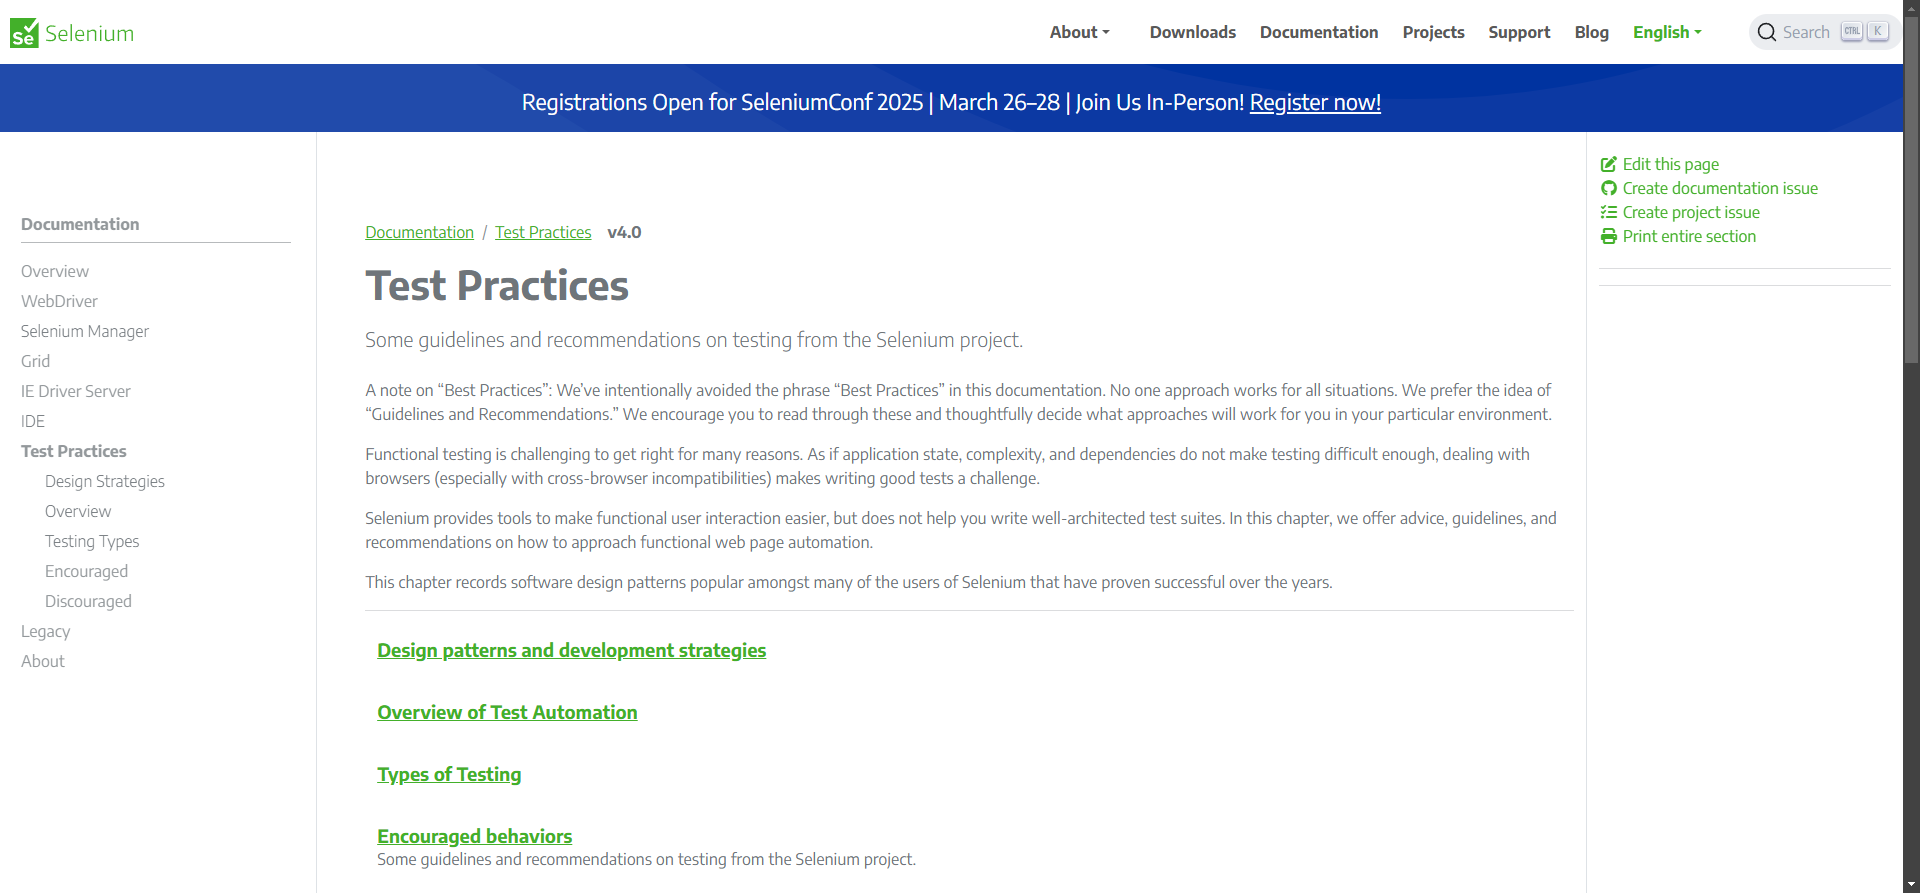 Se Selenium
About
Downloads
Documentation
Projects
Support
Blog
English
Search CTRL K
Registrations Open for SeleniumConf 2025 | March 26–28 | Join Us In-Person! Register now!
Documentation
Overview
WebDriver
Selenium Manager
Grid
IE Driver Server
IDE
Test Practices
Design Strategies
Overview
Testing Types
Encouraged
Discouraged
Legacy
About
Documentation / Test Practices v4.0
Test Practices
Some guidelines and recommendations on testing from the Selenium project.
A note on “Best Practices”: We’ve intentionally avoided the phrase “Best Practices” in this documentation. No one approach works for all situations. We prefer the idea of
“Guidelines and Recommendations.” We encourage you to read through these and thoughtfully decide what approaches will work for you in your particular environment.
Functional testing is challenging to get right for many reasons. As if application state, complexity, and dependencies do not make testing difficult enough, dealing with
browsers (especially with cross-browser incompatibilities) makes writing good tests a challenge.
Selenium provides tools to make functional user interaction easier, but does not help you write well-architected test suites. In this chapter, we offer advice, guidelines, and
recommendations on how to approach functional web page automation.
This chapter records software design patterns popular amongst many of the users of Selenium that have proven successful over the years.
Design patterns and development strategies
Overview of Test Automation
Types of Testing
Encouraged behaviors
Some guidelines and recommendations on testing from the Selenium project.
Edit this page
Create documentation issue
Create project issue
Print entire section